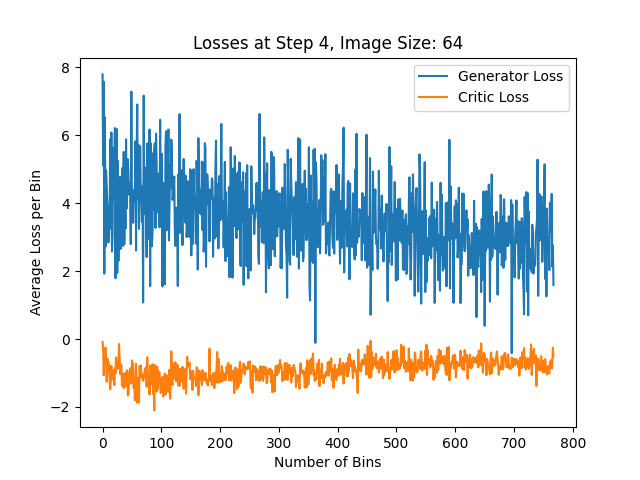 Losses at Step 4, Image Size: 64
Generator Loss
Critic Loss
Average Loss per Bin
8
6
4
2
0
−2
0 100 200 300 400 500 600 700 800
Number of Bins